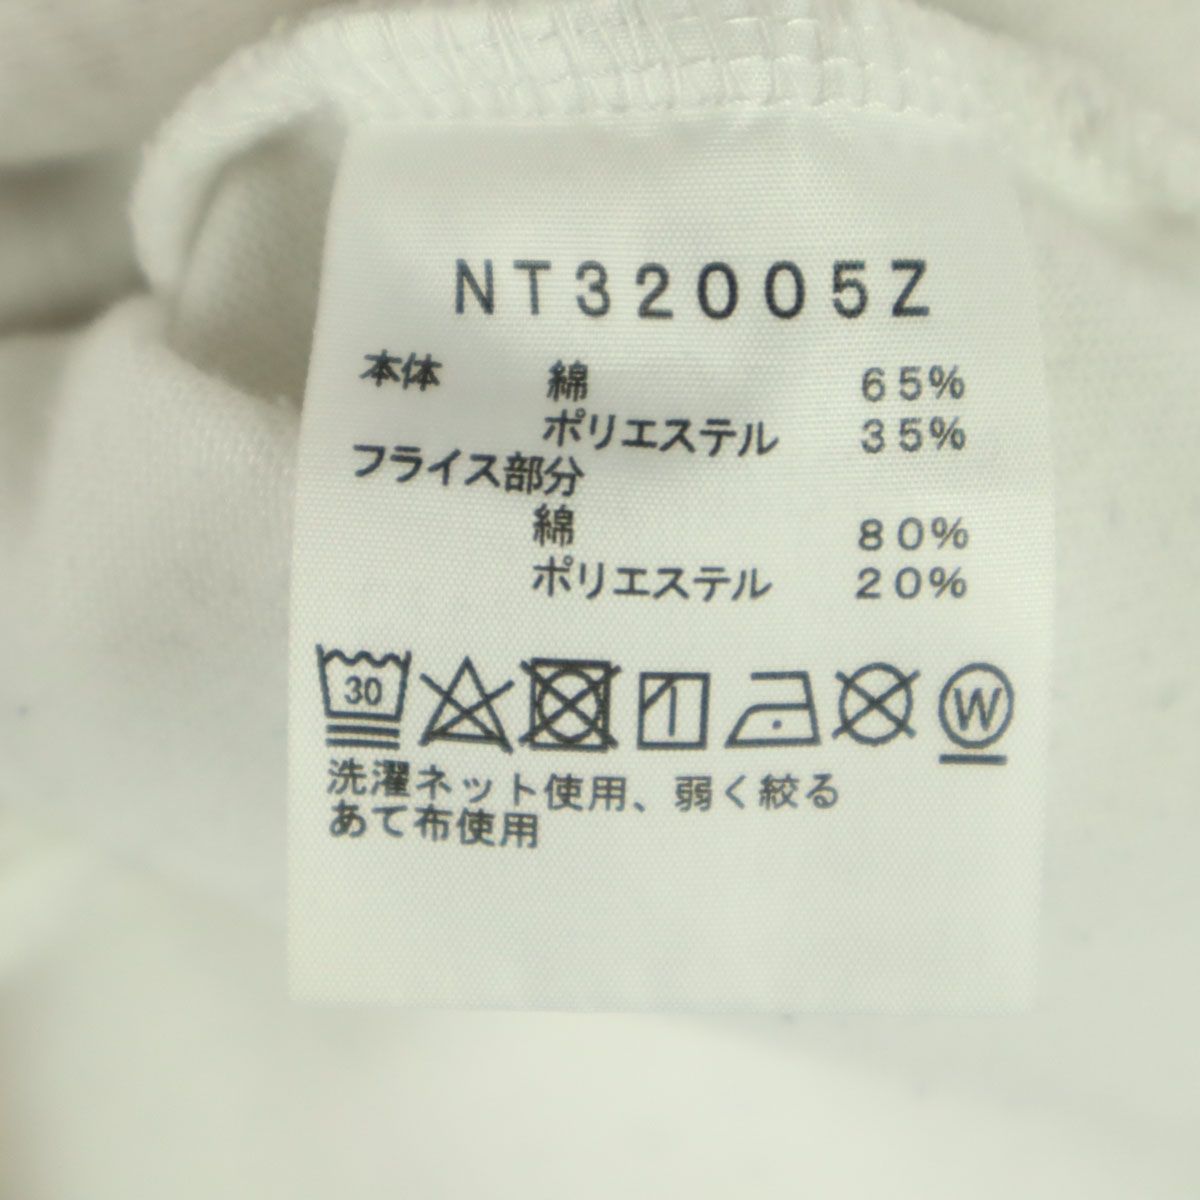 NT32005Z
本体 綿 65%
ポリエステル 35%
フライス部分
綿 80%
ポリエステル 20%
30 W
洗濯ネット使用、弱く絞る
あて布使用